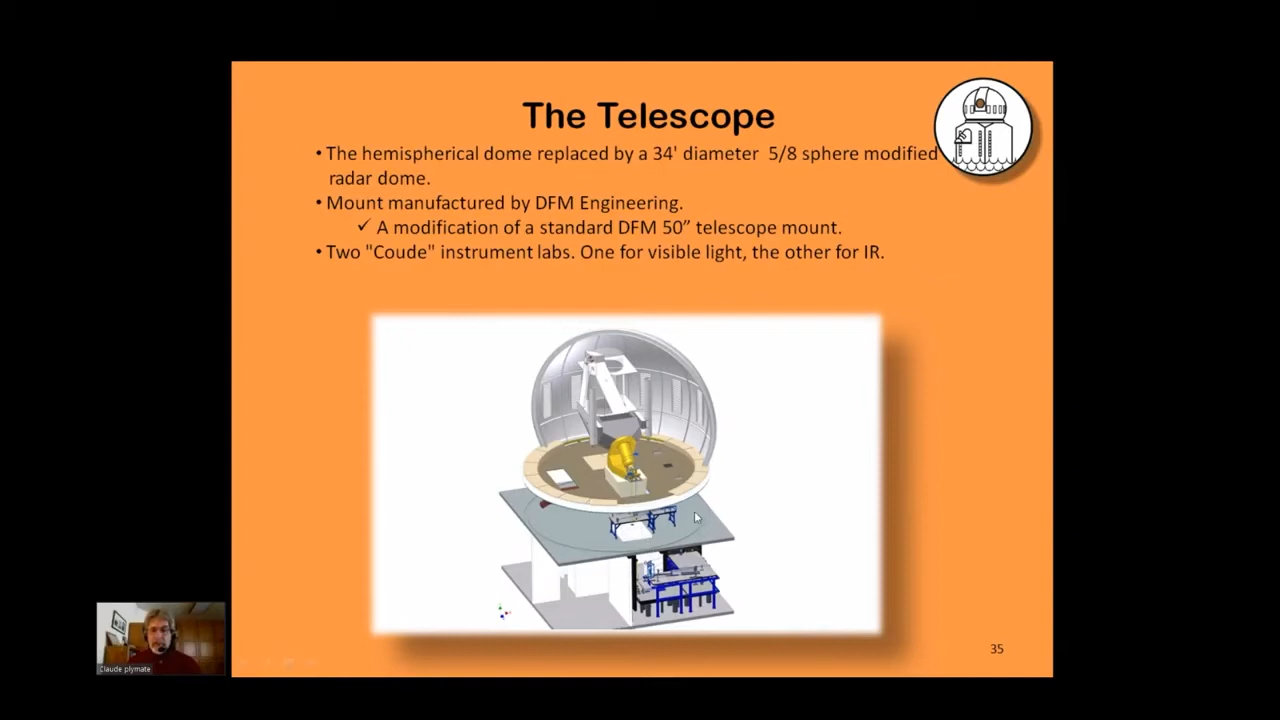 The Telescope
• The hemispherical dome replaced by a 34' diameter 5/8 sphere modified
radar dome.
• Mount manufactured by DFM Engineering.
✓ A modification of a standard DFM 50” telescope mount.
• Two "Coude" instrument labs. One for visible light, the other for IR.
Claude plymate
35